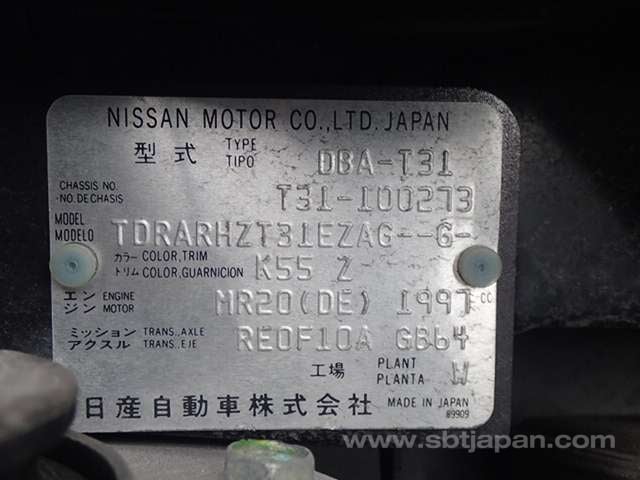 NISSAN MOTOR CO., LTD. JAPAN
型式 TYPE TIPO DBA-T31
CHASSIS NO. -NO. DE CHASIS T31-100273
MODEL MODELO TDRARHZT31EZAG--G-
カラー COLOR, TRIM
トリム COLOR, GUARNICION K55 Z
エンジン ENGINE MOTOR MR20(DE) 1997 CC
ミッション TRANS., AXLE
アクスル TRANS., EJE RE0F10A GB64
工場 PLANT PLANTA W
日産自動車株式会社 MADE IN JAPAN
89909
www.sbtjapan.com